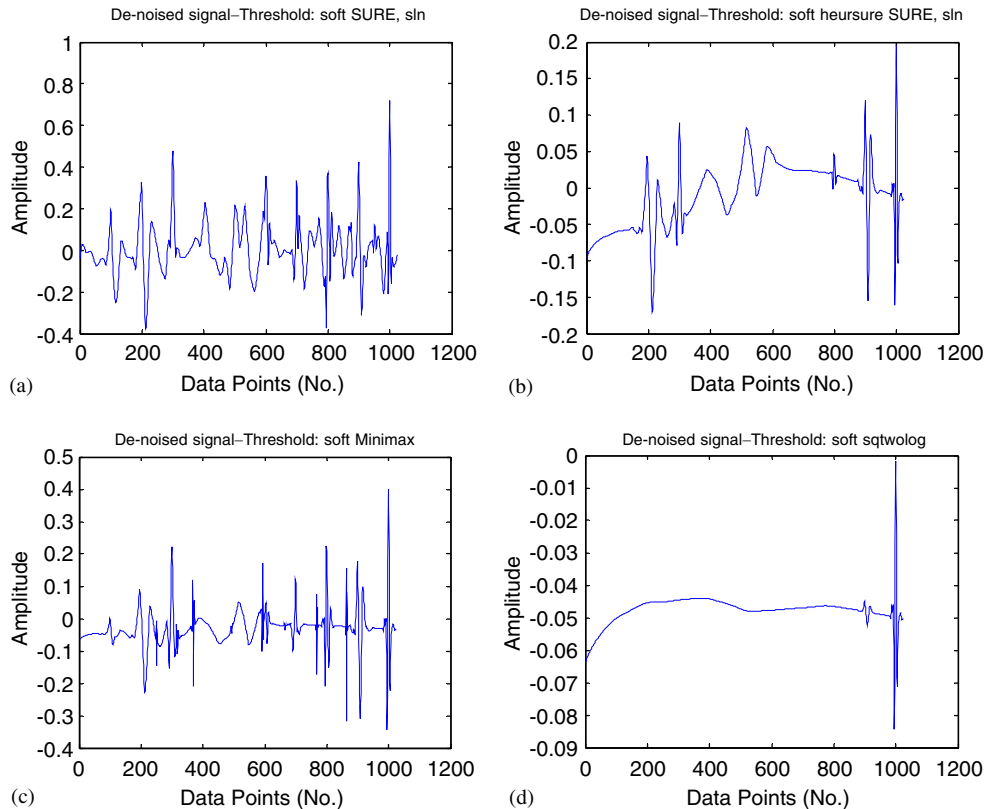 De-noised signal–Threshold: soft SURE, sln
1
0.8
0.6
0.4
0.2
0
-0.2
-0.4
Amplitude
0 200 400 600 800 1000 1200
Data Points (No.)
(a)
De-noised signal–Threshold: soft heursure SURE, sln
0.2
0.15
0.10
0.05
0
-0.05
-0.1
-0.15
-0.2
Amplitude
0 200 400 600 800 1000 1200
Data Points (No.)
(b)
De-noised signal–Threshold: soft Minimax
0.5
0.4
0.3
0.2
0.1
0
-0.1
-0.2
-0.3
-0.4
Amplitude
0 200 400 600 800 1000 1200
Data Points (No.)
(c)
De-noised signal–Threshold: soft sqtwolog
0
-0.01
-0.02
-0.03
-0.04
-0.05
-0.06
-0.07
-0.08
-0.09
Amplitude
0 200 400 600 800 1000 1200
Data Points (No.)
(d)